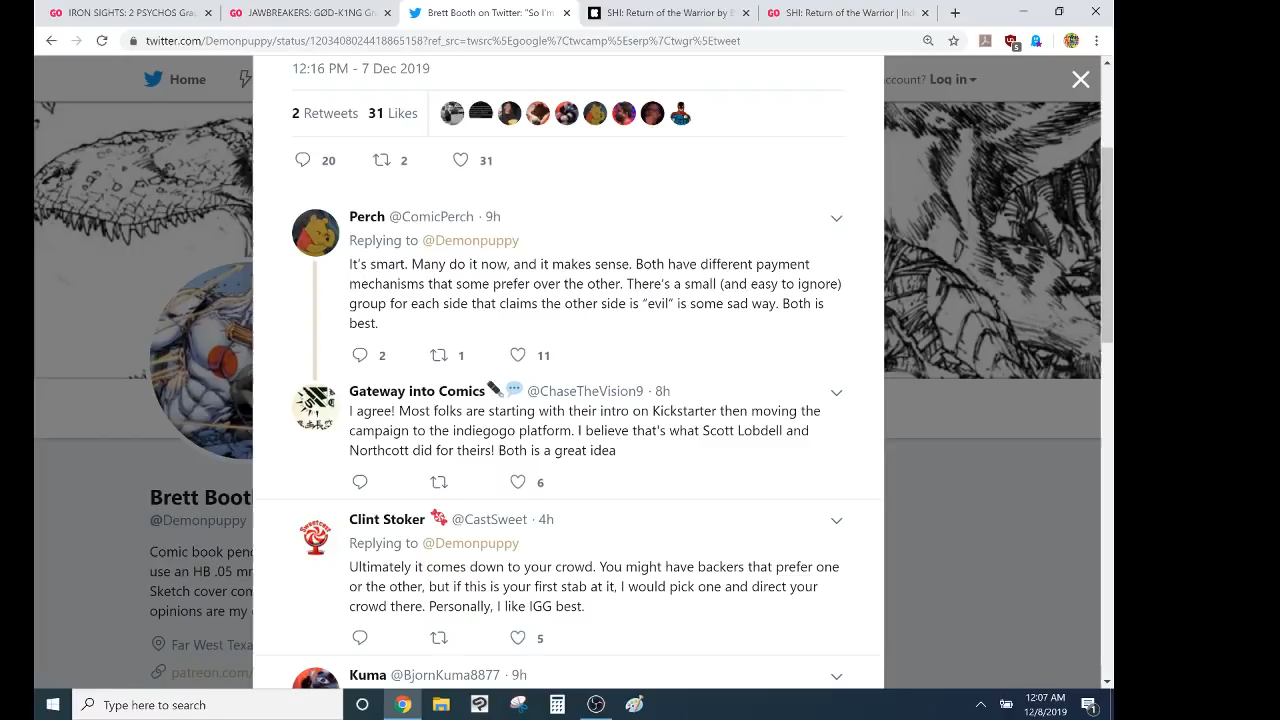 IRON SIGHTS: 2 PSYCHOS Gra
JAWBREAKERS: GØD-K1NG Gr
Brett Booth on Twitter: "So I'm
SHI: Return of the Warrior by B
SHI: Return of the Warrior | Ind
twitter.com/Demonpuppy/status/1203408024418865158?ref_src=twsrc%5Egoogle%7Ctwcamp%5Eserp%7Ctwgr%5Etweet
5
Home
account? Log in
12:16 PM - 7 Dec 2019
2 Retweets 31 Likes
20 2 31
Perch @ComicPerch · 9h
Replying to @Demonpuppy
It's smart. Many do it now, and it makes sense. Both have different payment
mechanisms that some prefer over the other. There's a small (and easy to ignore)
group for each side that claims the other side is "evil" is some sad way. Both is
best.
2 1 11
Gateway into Comics @ChaseTheVision9 · 8h
I agree! Most folks are starting with their intro on Kickstarter then moving the
campaign to the indiegogo platform. I believe that's what Scott Lobdell and
Northcott did for theirs! Both is a great idea
6
Brett Boot
@Demonpuppy
Comic book penc
use an HB .05 mm
Sketch cover com
opinions are my
Far West Texa
patreon.com/
Clint Stoker @CastSweet · 4h
Replying to @Demonpuppy
Ultimately it comes down to your crowd. You might have backers that prefer one
or the other, but if this is your first stab at it, I would pick one and direct your
crowd there. Personally, I like IGG best.
5
Kuma @BjornKuma8877 · 9h
Type here to search
12:07 AM
12/8/2019
1